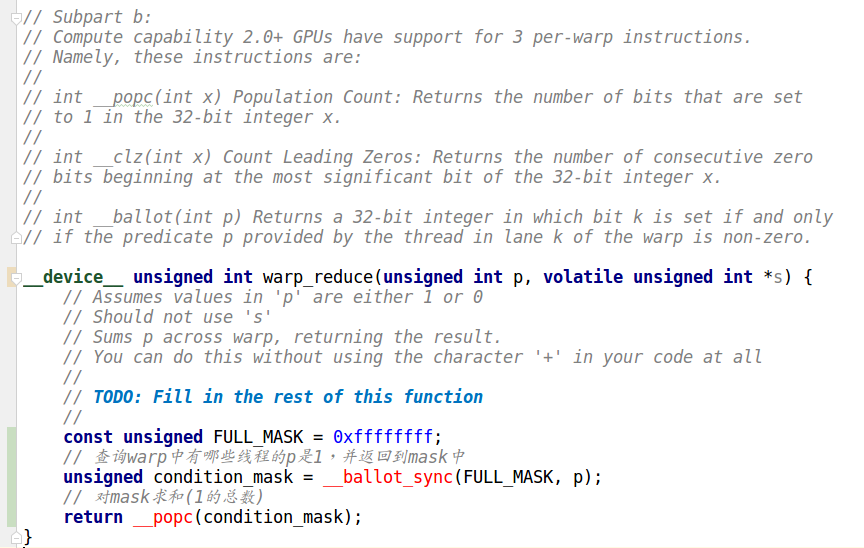 // Subpart b:
// Compute capability 2.0+ GPUs have support for 3 per-warp instructions.
// Namely, these instructions are:
//
// int __popc(int x) Population Count: Returns the number of bits that are set
// to 1 in the 32-bit integer x.
//
// int __clz(int x) Count Leading Zeros: Returns the number of consecutive zero
// bits beginning at the most significant bit of the 32-bit integer x.
//
// int __ballot(int p) Returns a 32-bit integer in which bit k is set if and only
// if the predicate p provided by the thread in lane k of the warp is non-zero.
__device__ unsigned int warp_reduce(unsigned int p, volatile unsigned int *s) {
// Assumes values in 'p' are either 1 or 0
// Should not use 's'
// Sums p across warp, returning the result.
// You can do this without using the character '+' in your code at all
//
// TODO: Fill in the rest of this function
//
const unsigned FULL_MASK = 0xffffffff;
// 查询warp中有哪些线程的p是1，并返回到mask中
unsigned condition_mask = __ballot_sync(FULL_MASK, p);
// 对mask求和(1的总数)
return __popc(condition_mask);
}